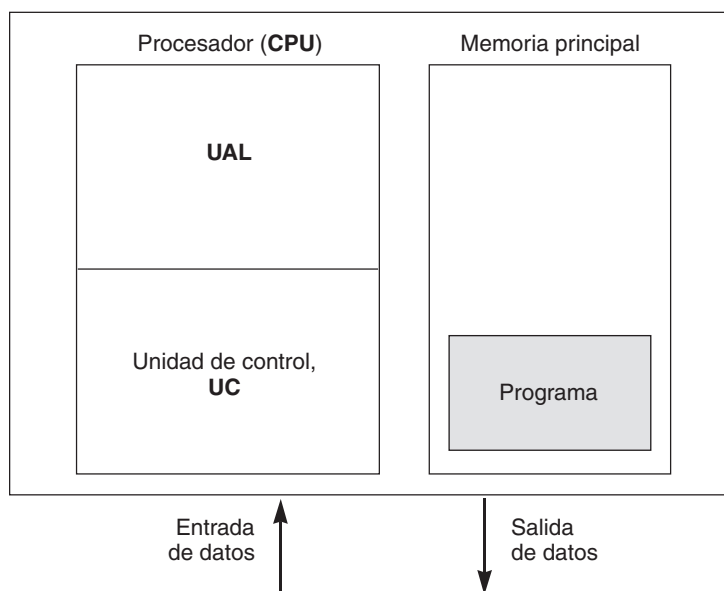 Procesador (CPU)
Memoria principal
UAL
Unidad de control,
UC
Programa
Entrada
de datos
Salida
de datos